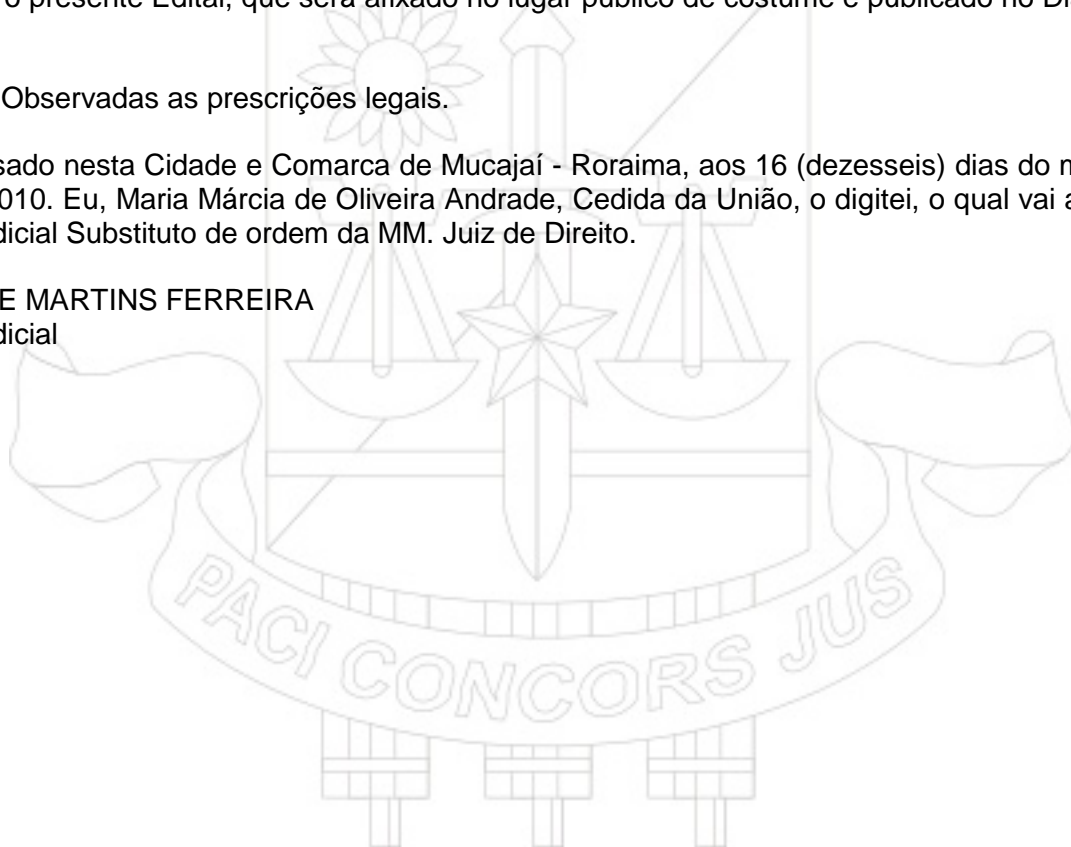 o presente Edital, que será afixado no lugar público de costume e publicado no Di
Observadas as prescrições legais.
sado nesta Cidade e Comarca de Mucajaí - Roraima, aos 16 (dezesseis) dias do m
010. Eu, Maria Márcia de Oliveira Andrade, Cedida da União, o digitei, o qual vai a
dicial Substituto de ordem da MM. Juiz de Direito.
E MARTINS FERREIRA
dicial
PACI CONCORS JUS